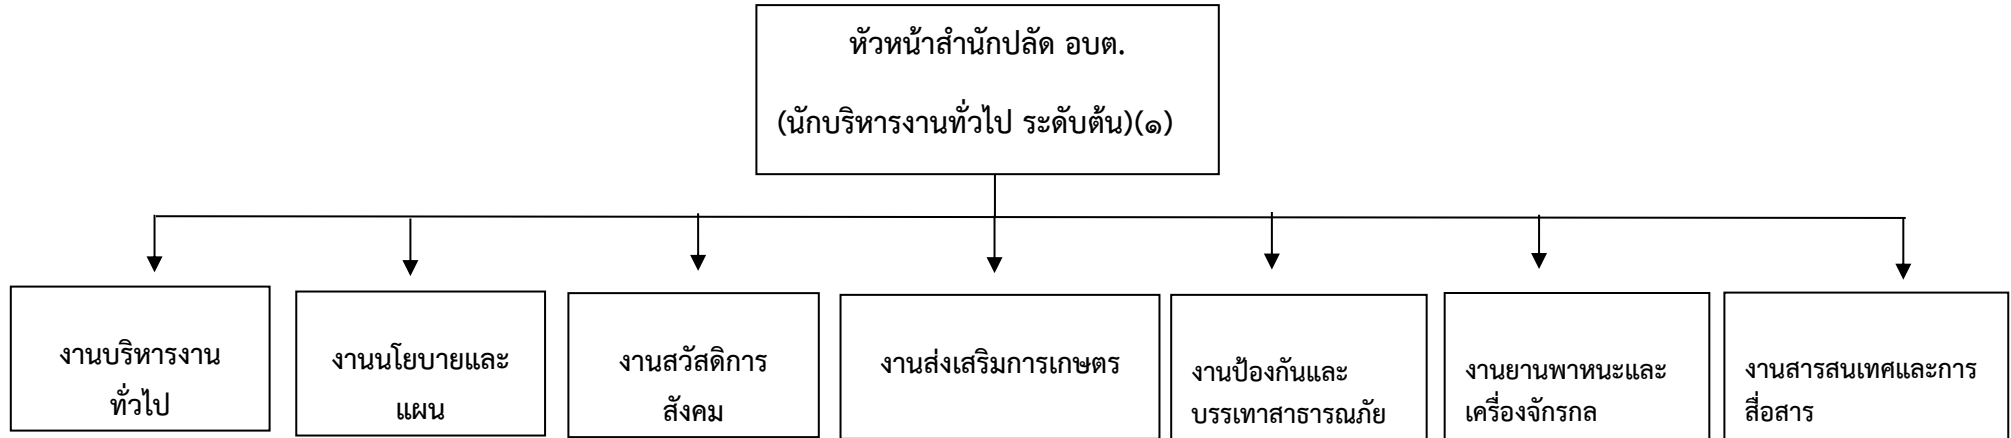 หัวหน้าสำนักปลัด อบต.
(นักบริหารงานทั่วไป ระดับต้น)(๑)
งานบริหารงาน
ทั่วไป
งานนโยบายและ
แผน
งานสวัสดิการ
สังคม
งานส่งเสริมการเกษตร
งานป้องกันและ
บรรเทาสาธารณภัย
งานยานพาหนะและ
เครื่องจักรกล
งานสารสนเทศและการ
สื่อสาร